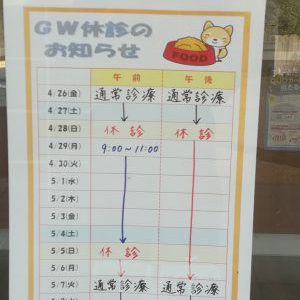 GW休診の
お知らせ
FOOD
午前 午後
4/26(金) 通常診療 通常診療
4/27(土)
4/28(日) 休診 休診
4/29(月) 9:00~11:00
4/30(火)
5/1(水)
5/2(木)
5/3(金)
5/4(土)
5/5(日) 休診
5/6(月)
5/7(火) 通常診療 通常診療